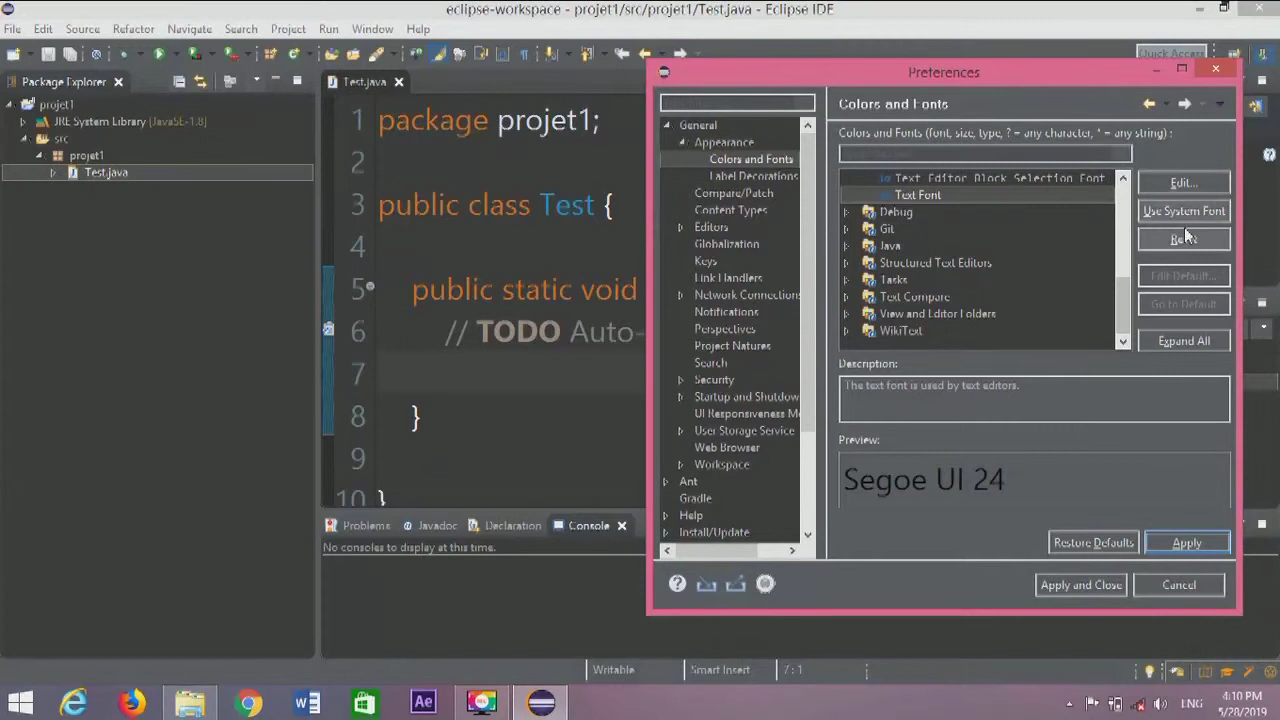 eclipse-workspace - projet1/src/projet1/Test.java - Eclipse IDE
File Edit Source Refactor Navigate Search Project Run Window Help
Quick Access
Package Explorer
projet1
JRE System Library [JavaSE-1.8]
src
projet1
Test.java
Test.java
1 package projet1;
2
3 public class Test {
4
5 public static void
6 // TODO Auto-
7
8 }
9
10 }
Problems Javadoc Declaration Console
No consoles to display at this time.
Preferences
General
Appearance
Colors and Fonts
Label Decorations
Compare/Patch
Content Types
Editors
Globalization
Keys
Link Handlers
Network Connections
Notifications
Perspectives
Project Natures
Search
Security
Startup and Shutdow
UI Responsiveness M
User Storage Service
Web Browser
Workspace
Ant
Gradle
Help
Install/Update
Colors and Fonts
Colors and Fonts (font, size, type, ? = any character, * = any string) :
Text Editor Block Selection Font
Text Font
Debug
Git
Java
Structured Text Editors
Tasks
Text Compare
View and Editor Folders
WikiText
Edit...
Use System Font
Edit Default...
Go to Default
Expand All
Description:
The text font is used by text editors.
Preview:
Segoe UI 24
Restore Defaults Apply
Apply and Close Cancel
Writable Smart Insert 7 : 1
ENG
4:10 PM
5/28/2019